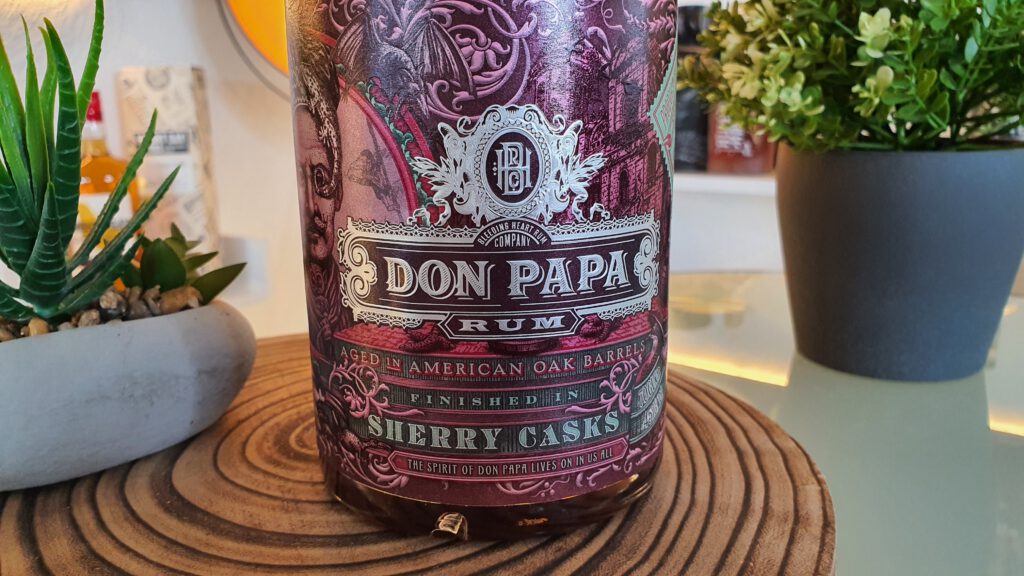 BLEEDING HEART RUM
COMPANY
DON PAPA
RUM
AGED IN AMERICAN OAK BARRELS
FINISHED IN
SHERRY CASKS
THE SPIRIT OF DON PAPA LIVES ON IN US ALL